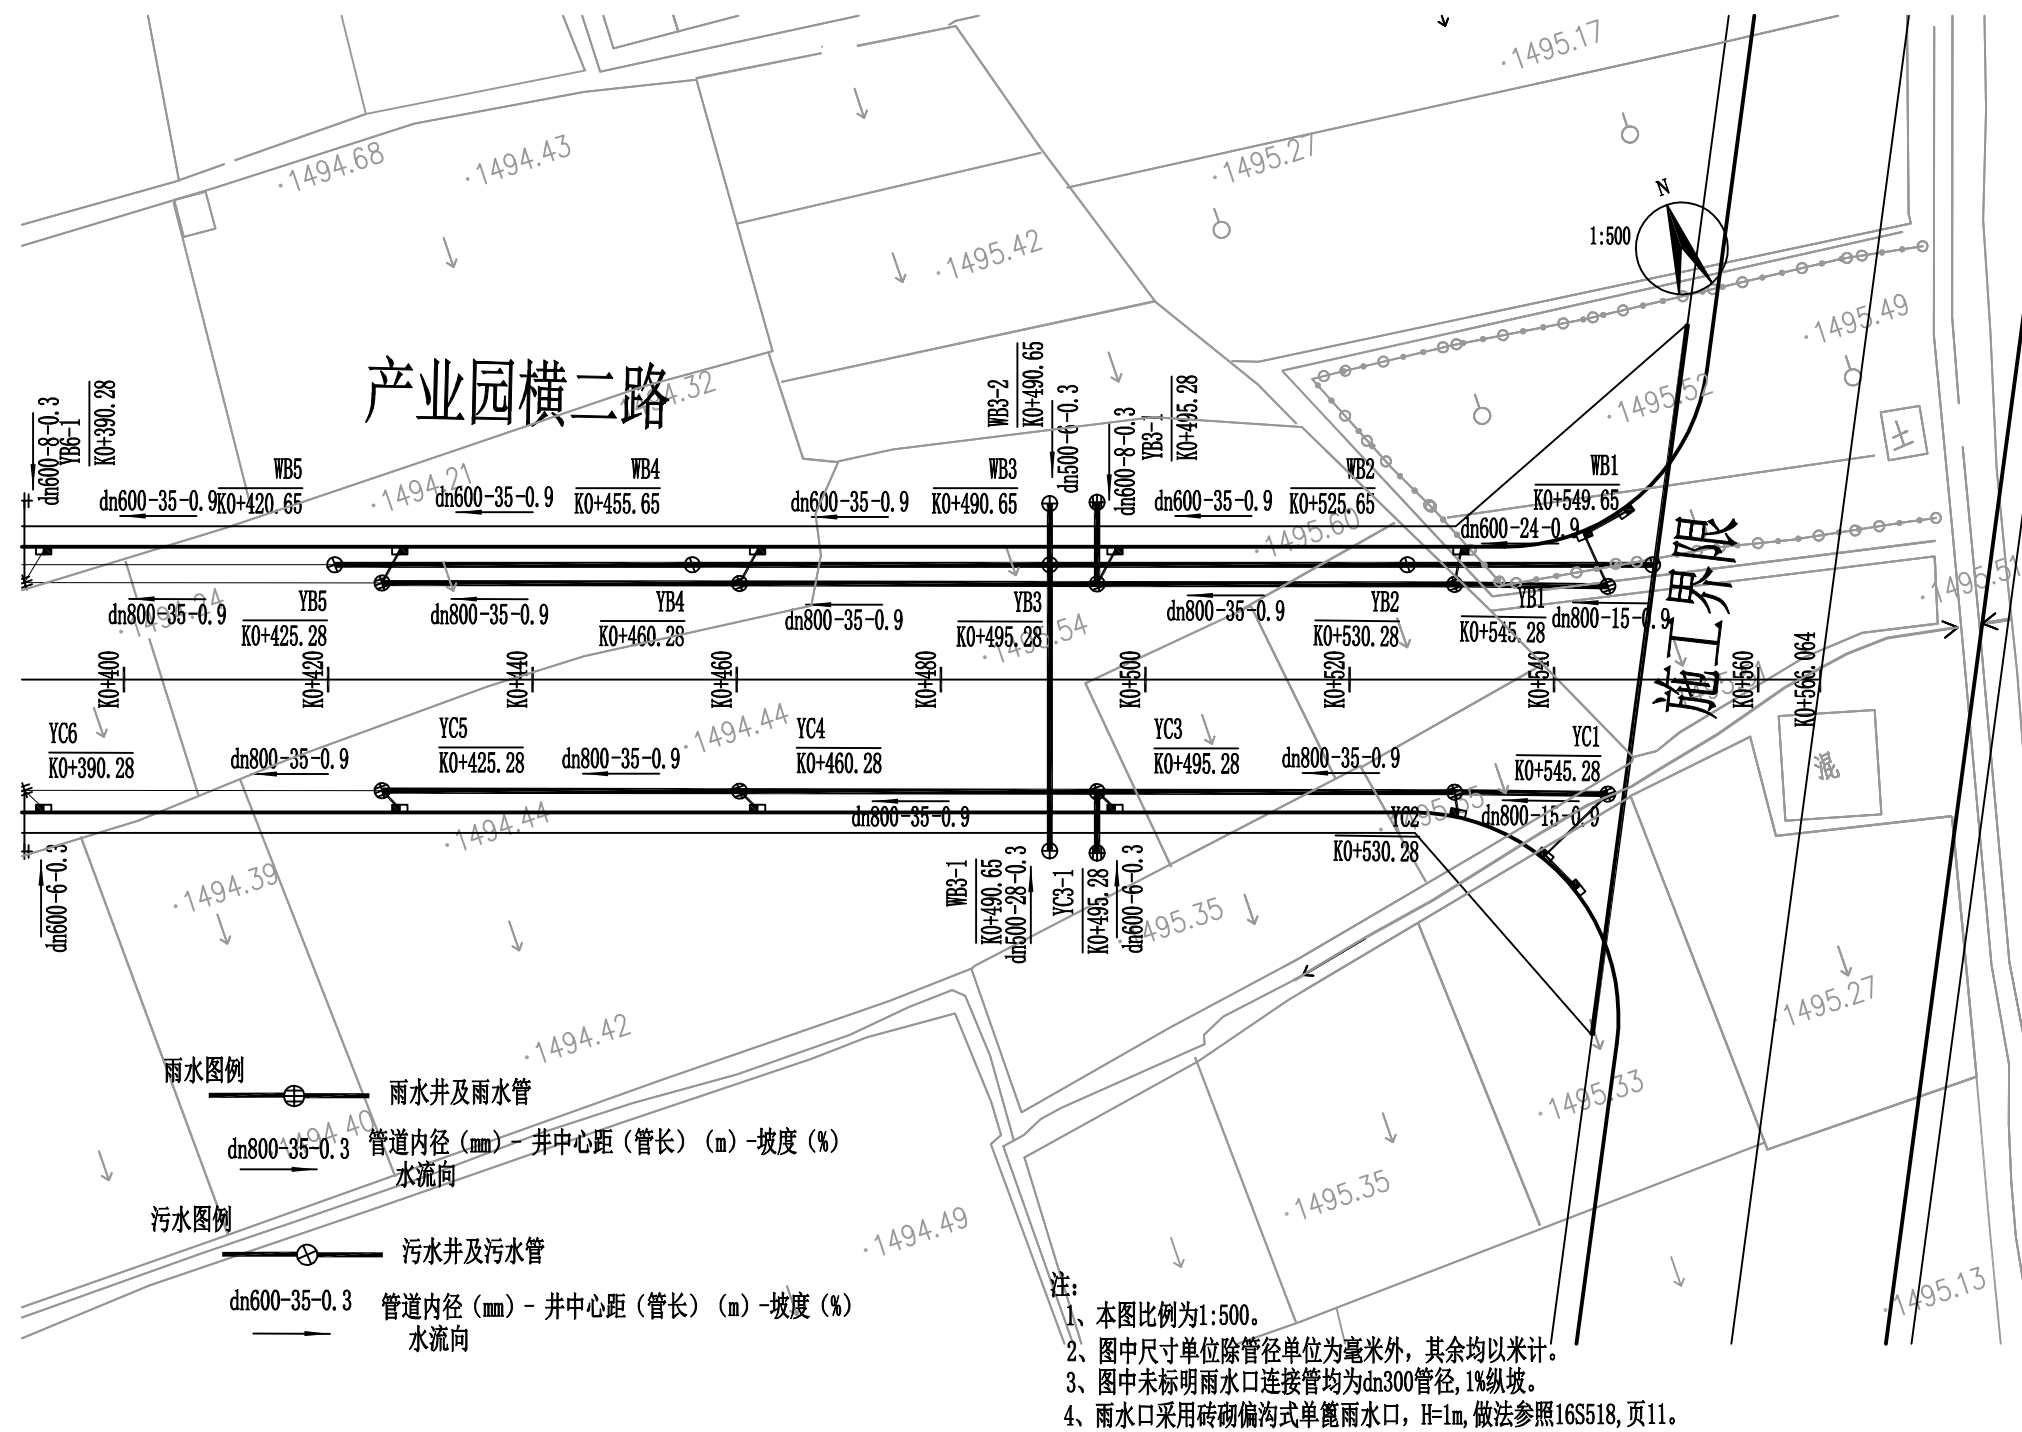 ·1495.17
·1494.68
·1494.43
·1495.27
N
1:500
·1495.42
·1495.49
产业园横二路
·1494.32
·1495.52
土
dn600-8-0.3
YB6-1
K0+390.28
WB3-2
K0+490.65
dn500-6-0.3
dn600-8-0.3
YB3-1
K0+495.28
WB5
K0+420.65
WB4
K0+455.65
WB3
K0+490.65
WB2
K0+525.65
WB1
K0+549.65
·1494.21
dn600-35-0.9
dn600-35-0.9
dn600-35-0.9
dn600-35-0.9
dn600-24-0.9
·1495.60
施工界限
·1495.51
dn800-35-0.9
YB5
K0+425.28
dn800-35-0.9
YB4
K0+460.28
dn800-35-0.9
YB3
K0+495.28
dn800-35-0.9
YB2
K0+530.28
YB1
K0+545.28
dn800-15-0.9
K0+400
K0+420
K0+440
K0+460
K0+480
K0+500
K0+520
K0+540
K0+560
K0+566.064
YC6
K0+390.28
dn800-35-0.9
YC5
K0+425.28
dn800-35-0.9
·1494.44
YC4
K0+460.28
dn800-35-0.9
YC3
K0+495.28
dn800-35-0.9
YC2
K0+530.28
YC1
K0+545.28
dn800-15-0.9
混
·1494.44
·1494.39
dn600-6-0.3
WB3-1
K0+490.65
dn500-28-0.3
YC3-1
K0+495.28
dn600-6-0.3
·1495.35
·1495.27
·1494.42
·1495.33
雨水图例
雨水井及雨水管
·1494.40
dn800-35-0.3 管道内径（mm）- 井中心距（管长）（m）-坡度（%）
水流向
·1495.35
污水图例
污水井及污水管
·1494.49
dn600-35-0.3 管道内径（mm）- 井中心距（管长）（m）-坡度（%）
水流向
·1495.13
注：
1、本图比例为1:500。
2、图中尺寸单位除管径单位为毫米外，其余均以米计。
3、图中未标明雨水口连接管均为dn300管径,1%纵坡。
4、雨水口采用砖砌偏沟式单篦雨水口，H=1m,做法参照16S518,页11。